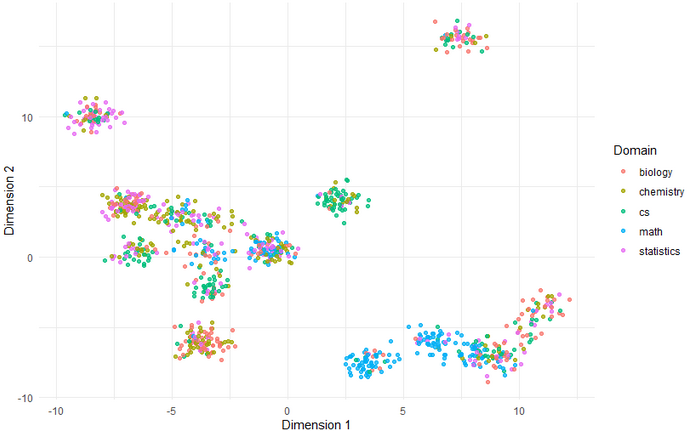 10
0
-10
Dimension 2
-10
-5
0
5
10
Dimension 1
Domain
biology
chemistry
cs
math
statistics